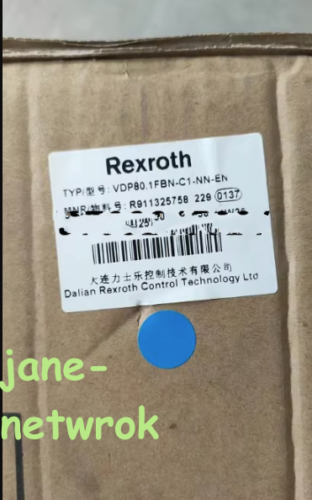 Rexroth
TYP/型号: VDP80.1FBN-C1-NN-EN
MNR/物料号: R911325758 229 0137
大连力士乐控制技术有限公司
Dalian Rexroth Control Technology Ltd
jane-
netwrok